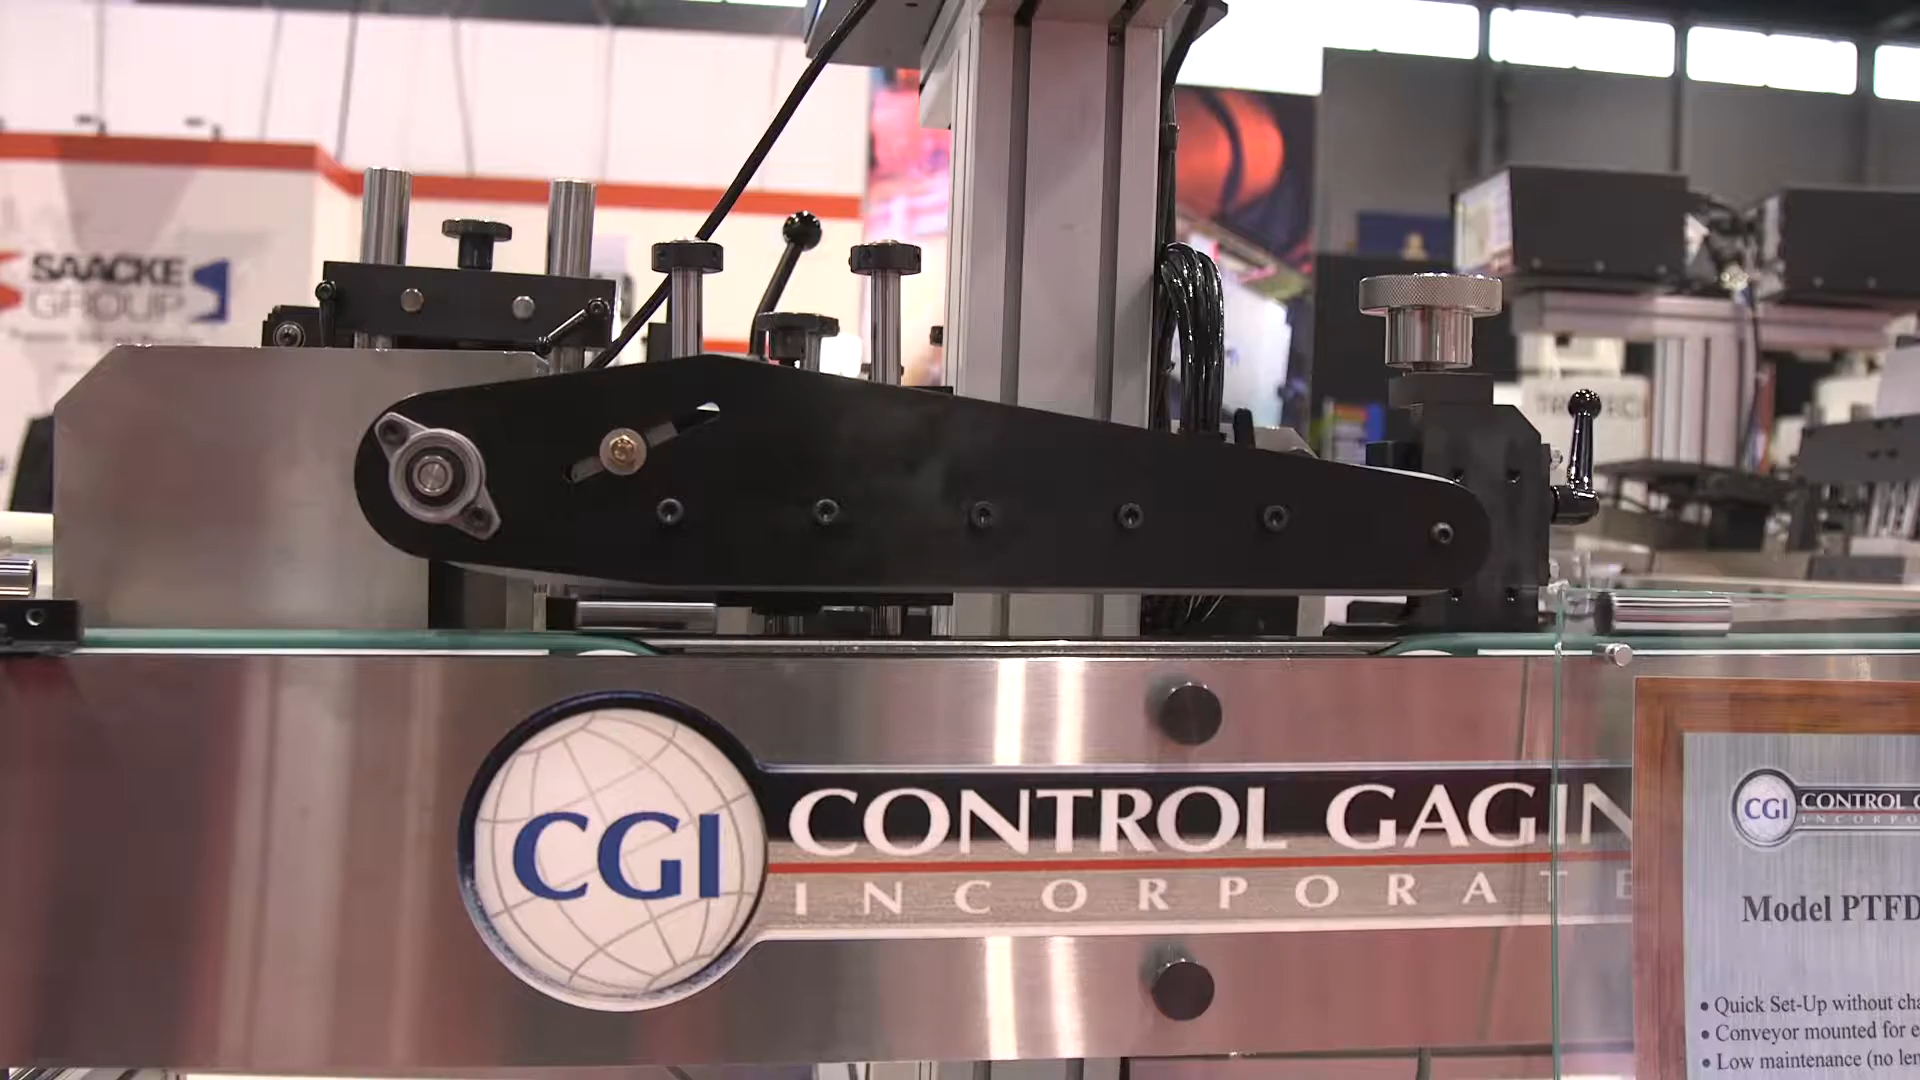 SAACKE
GROUP
CGI
CONTROL GAGIN
INCORPORATE
CGI
CONTROL G
INCORPO
Model PTFD
• Quick Set-Up without cha
• Conveyor mounted for e
• Low maintenance (no len